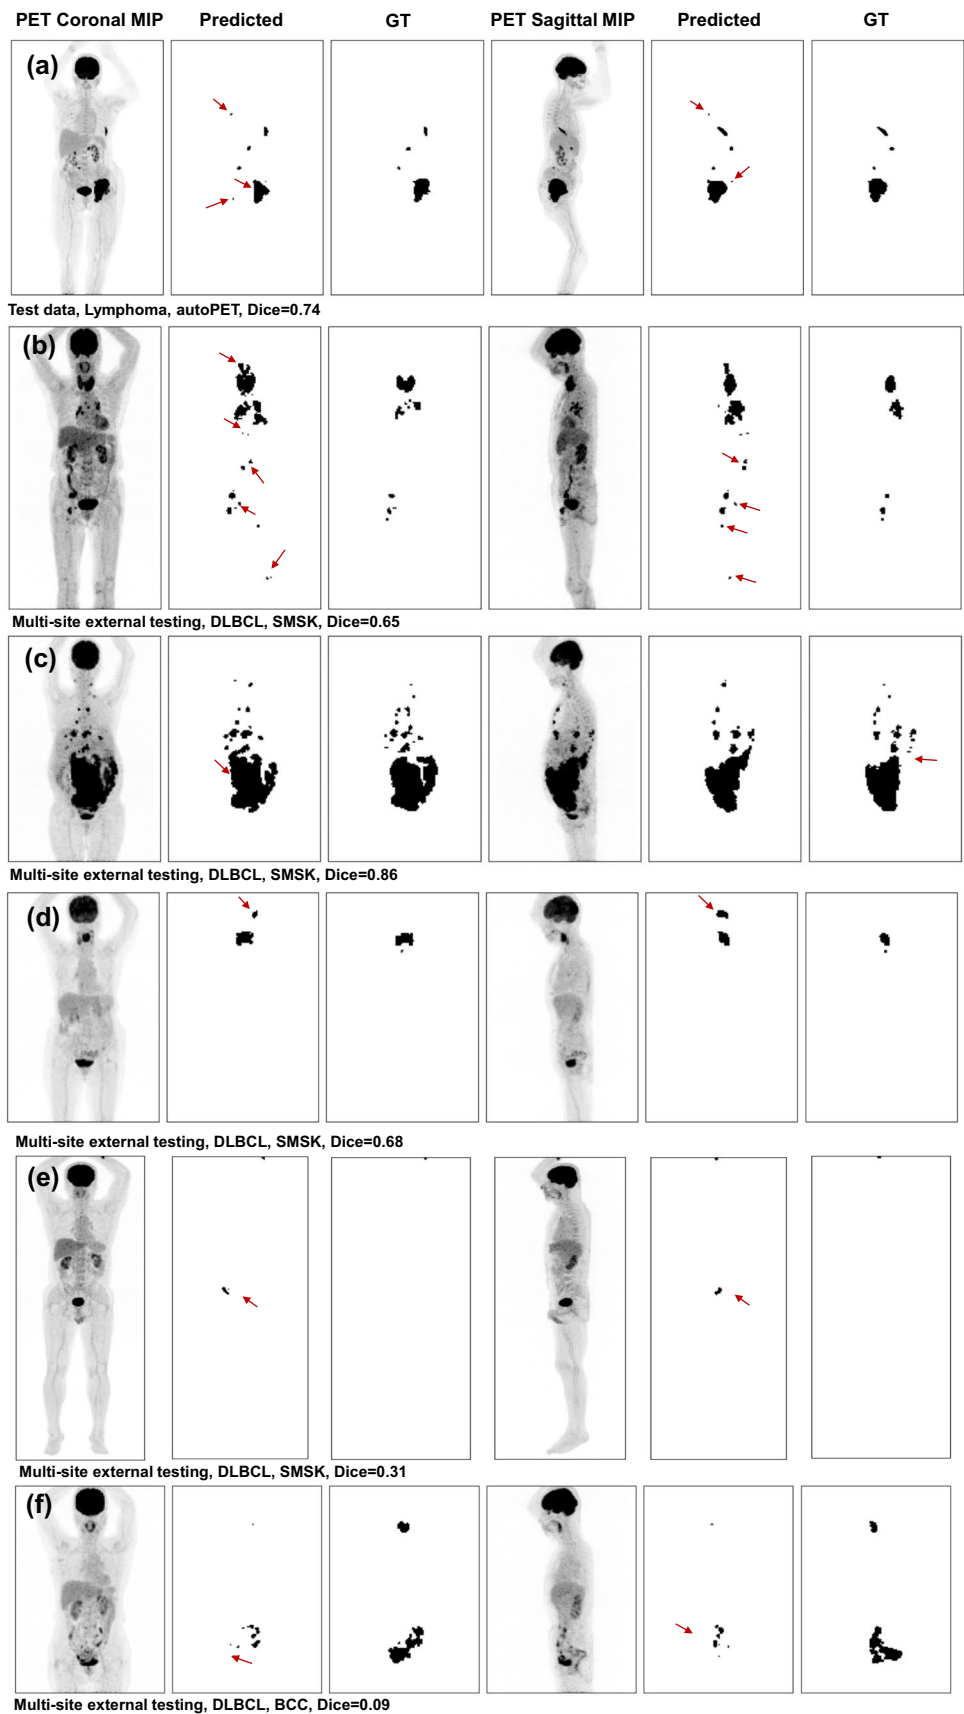 PET Coronal MIP Predicted GT PET Sagittal MIP Predicted GT
(a)
Test data, Lymphoma, autoPET, Dice=0.74
(b)
Multi-site external testing, DLBCL, SMSK, Dice=0.65
(c)
Multi-site external testing, DLBCL, SMSK, Dice=0.86
(d)
Multi-site external testing, DLBCL, SMSK, Dice=0.68
(e)
Multi-site external testing, DLBCL, SMSK, Dice=0.31
(f)
Multi-site external testing, DLBCL, BCC, Dice=0.09